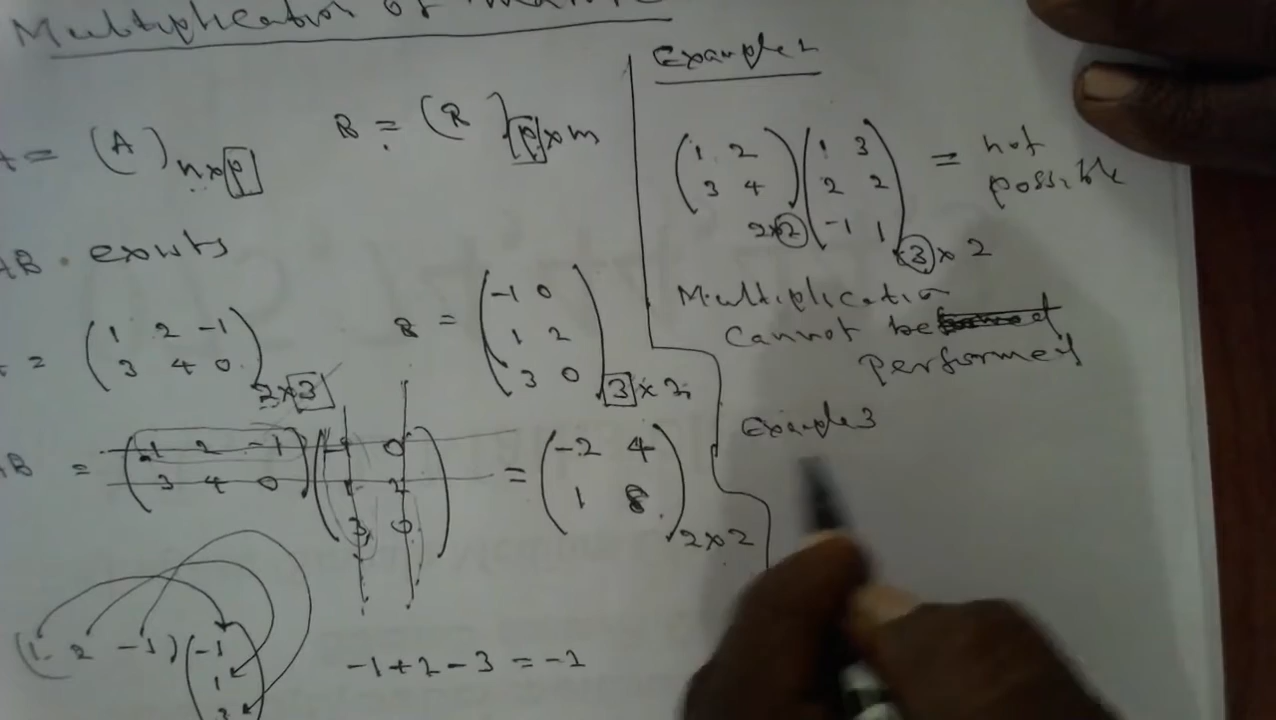 Multiplication of Matric
A = (A) n×p
B = (B) p×m
AB exists
A = ( 1 2 -1
3 4 0 ) 2×3
B = ( -1 0
1 2
3 0 ) 3×2
AB = ( 1 2 -1
3 4 0 ) ( -1 0
1 2
3 0 ) = ( -2 4
1 8 ) 2×2
(1 2 -1) ( -1
1
3
-1+2-3 = -2
Example 2
( 1 2
3 4 ) 2×2 ( 1 3
2 2
-1 1 ) 3×2 = not
possible
Multiplication
cannot be
performed
Example 3